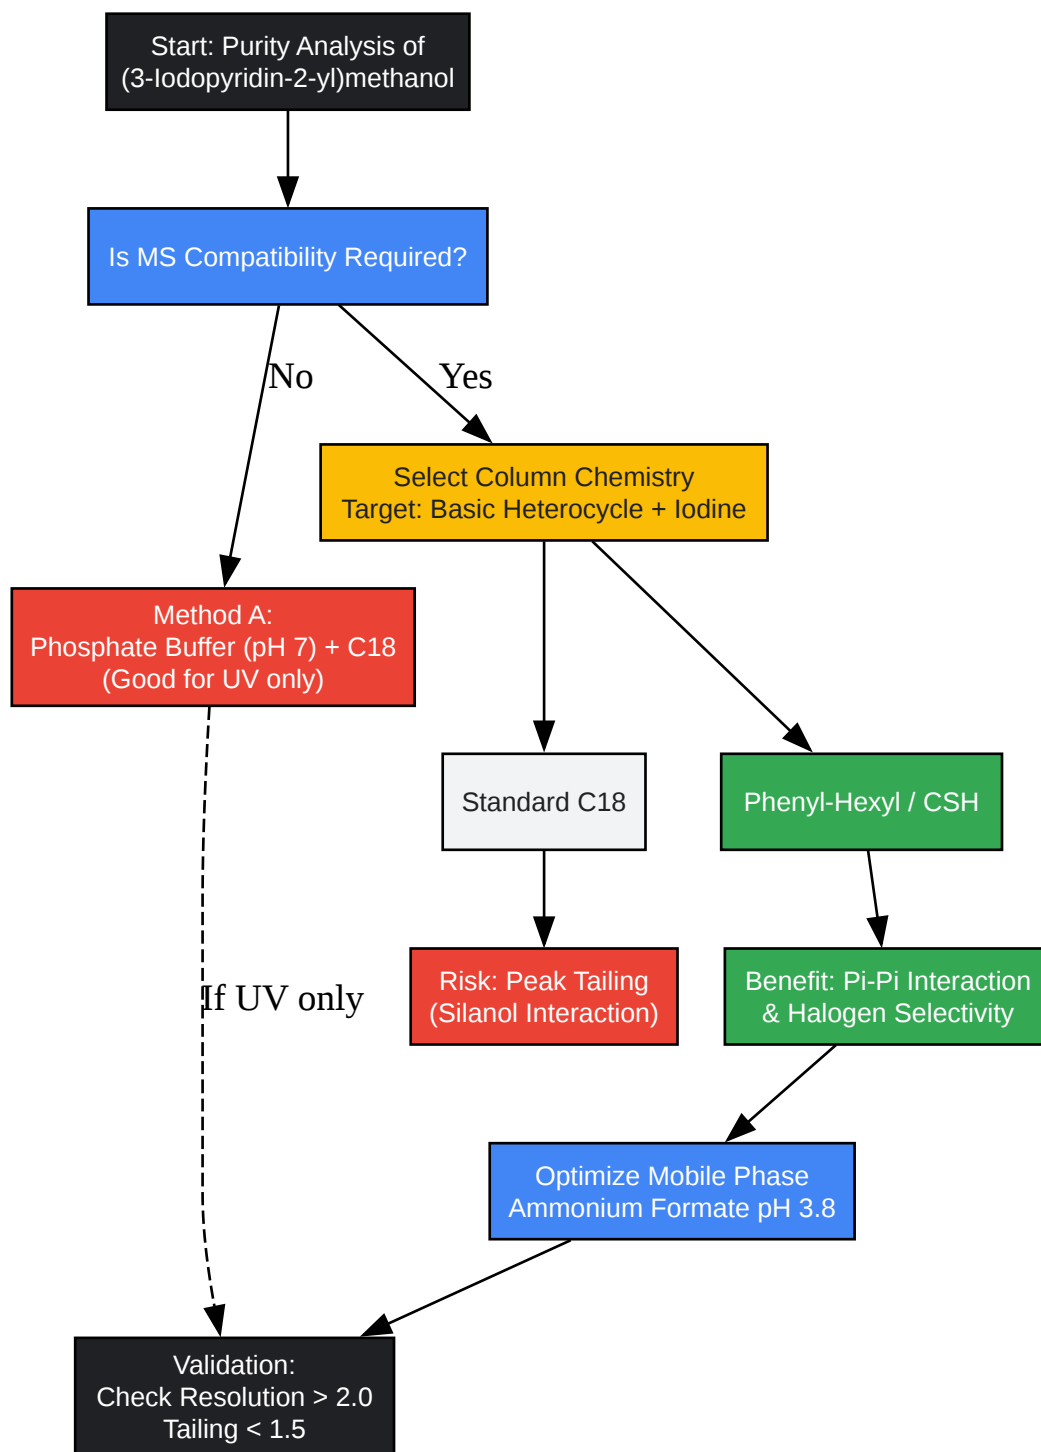 Start: Purity Analysis of
(3-Iodopyridin-2-yl)methanol
Is MS Compatibility Required?
No
Yes
Select Column Chemistry
Target: Basic Heterocycle + Iodine
Method A:
Phosphate Buffer (pH 7) + C18
(Good for UV only)
Standard C18
Phenyl-Hexyl / CSH
Risk: Peak Tailing
(Silanol Interaction)
Benefit: Pi-Pi Interaction
& Halogen Selectivity
If UV only
Optimize Mobile Phase
Ammonium Formate pH 3.8
Validation:
Check Resolution > 2.0
Tailing < 1.5